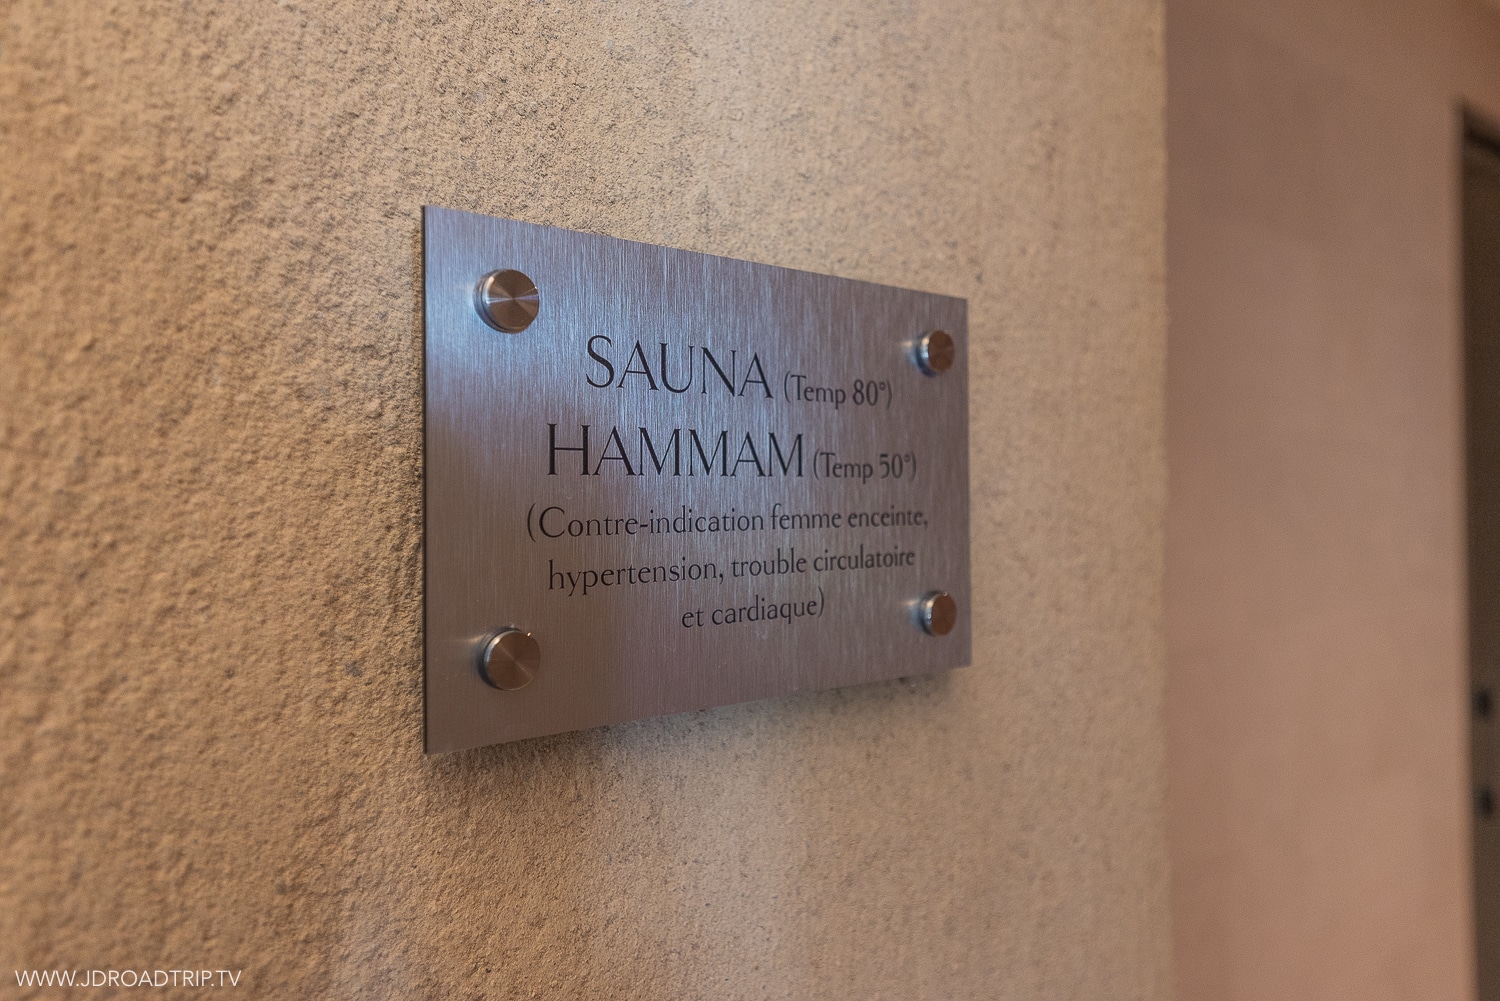 SAUNA (Temp 80°)
HAMMAM (Temp 50°)
(Contre-indication femme enceinte,
hypertension, trouble circulatoire
et cardiaque)
WWW.JDROADTRIP.TV